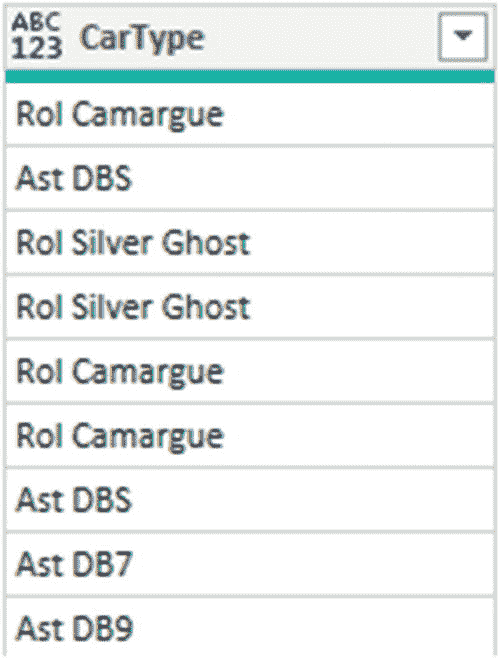 ABC
123 CarType
Rol Camargue
Ast DBS
Rol Silver Ghost
Rol Silver Ghost
Rol Camargue
Rol Camargue
Ast DBS
Ast DB7
Ast DB9